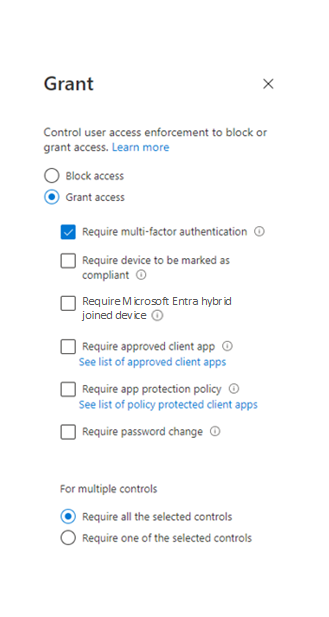 Grant
Control user access enforcement to block or
grant access. Learn more
Block access
Grant access
Require multi-factor authentication
Require device to be marked as
compliant
Require Microsoft Entra hybrid
joined device
Require approved client app
See list of approved client apps
Require app protection policy
See list of policy protected client apps
Require password change
For multiple controls
Require all the selected controls
Require one of the selected controls